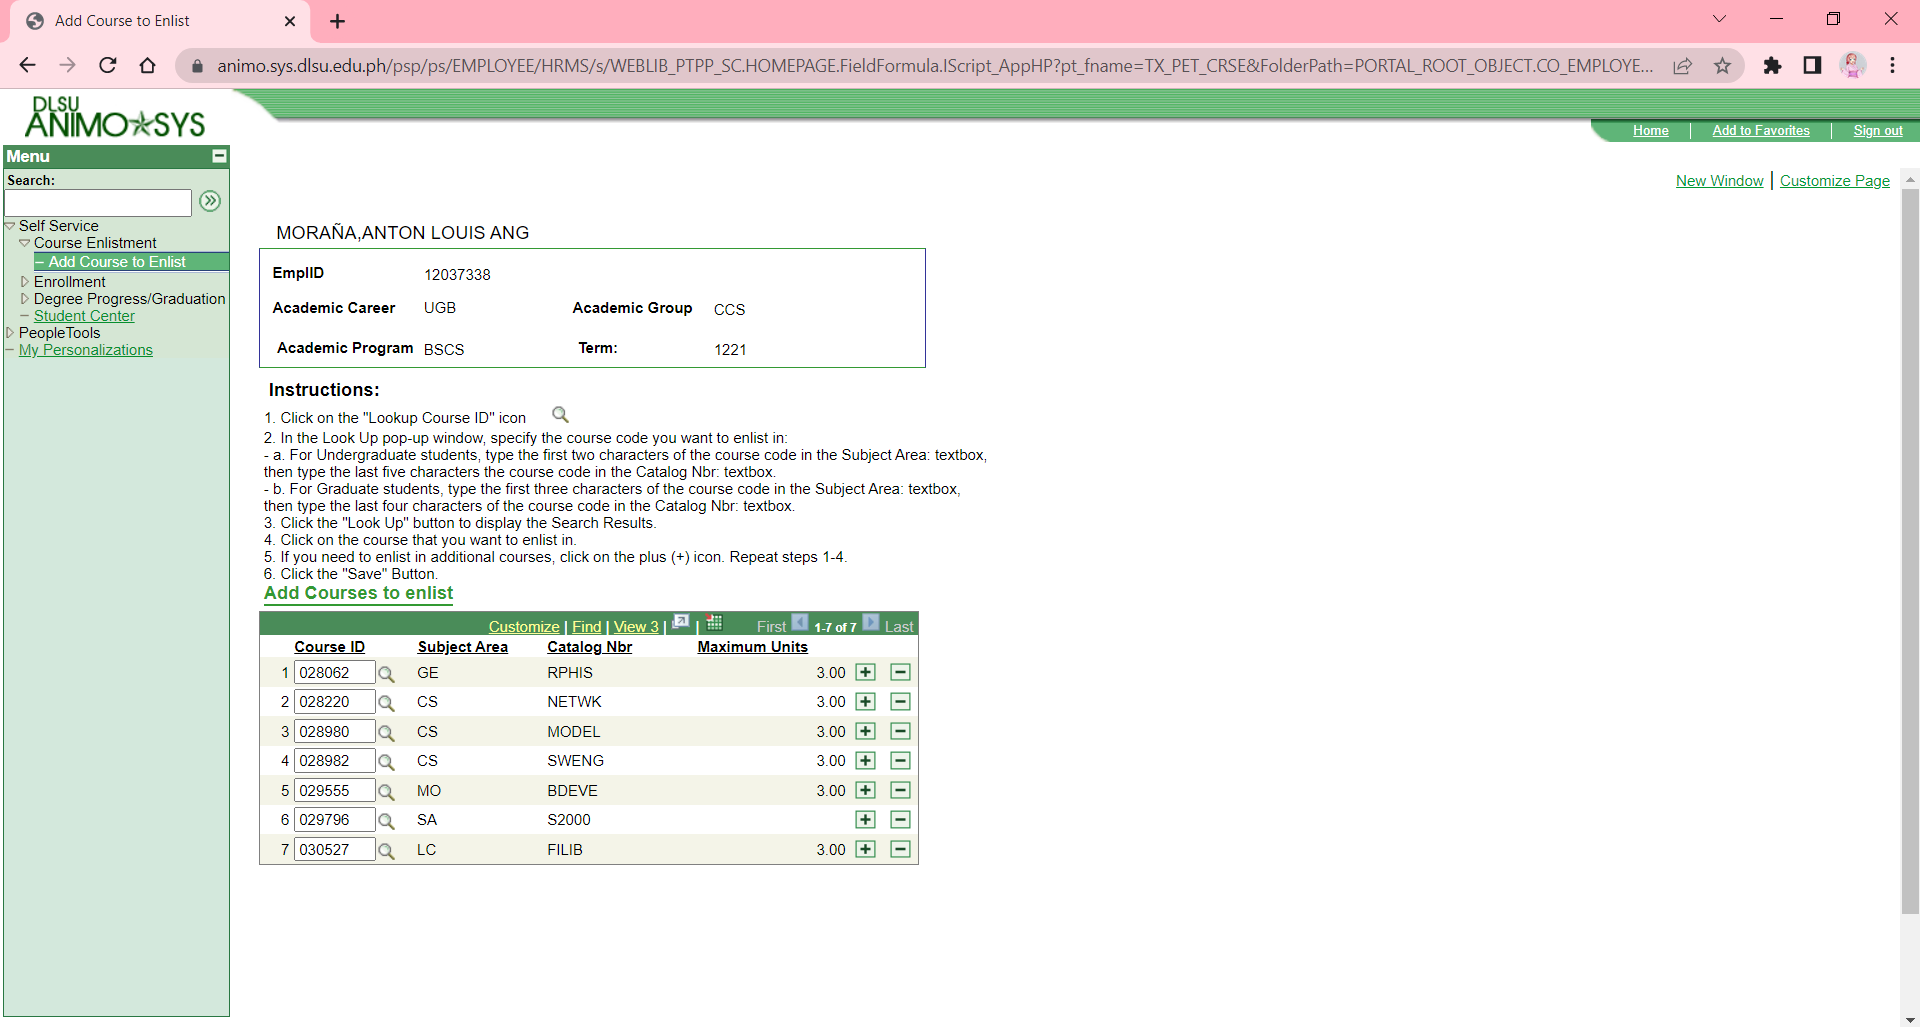 Add Course to Enlist
animo.sys.dlsu.edu.ph/psp/ps/EMPLOYEE/HRMS/s/WEBLIB_PTPP_SC.HOMEPAGE.FieldFormula.IScript_AppHP?pt_fname=TX_PET_CRSE&FolderPath=PORTAL_ROOT_OBJECT.CO_EMPLOYE...
DLSU
ANIMO SYS
Home | Add to Favorites | Sign out
Menu
Search:
Self Service
Course Enlistment
Add Course to Enlist
Enrollment
Degree Progress/Graduation
Student Center
PeopleTools
My Personalizations
New Window | Customize Page
MORAÑA,ANTON LOUIS ANG
EmplID 12037338
Academic Career UGB Academic Group CCS
Academic Program BSCS Term: 1221
Instructions:
1. Click on the "Lookup Course ID" icon
2. In the Look Up pop-up window, specify the course code you want to enlist in:
- a. For Undergraduate students, type the first two characters of the course code in the Subject Area: textbox,
then type the last five characters the course code in the Catalog Nbr: textbox.
- b. For Graduate students, type the first three characters of the course code in the Subject Area: textbox,
then type the last four characters of the course code in the Catalog Nbr: textbox.
3. Click the "Look Up" button to display the Search Results.
4. Click on the course that you want to enlist in.
5. If you need to enlist in additional courses, click on the plus (+) icon. Repeat steps 1-4.
6. Click the "Save" Button.
Add Courses to enlist
Customize | Find | View 3 | | First 1-7 of 7 Last
Course ID Subject Area Catalog Nbr Maximum Units
1 028062 GE RPHIS 3.00
2 028220 CS NETWK 3.00
3 028980 CS MODEL 3.00
4 028982 CS SWENG 3.00
5 029555 MO BDEVE 3.00
6 029796 SA S2000
7 030527 LC FILIB 3.00